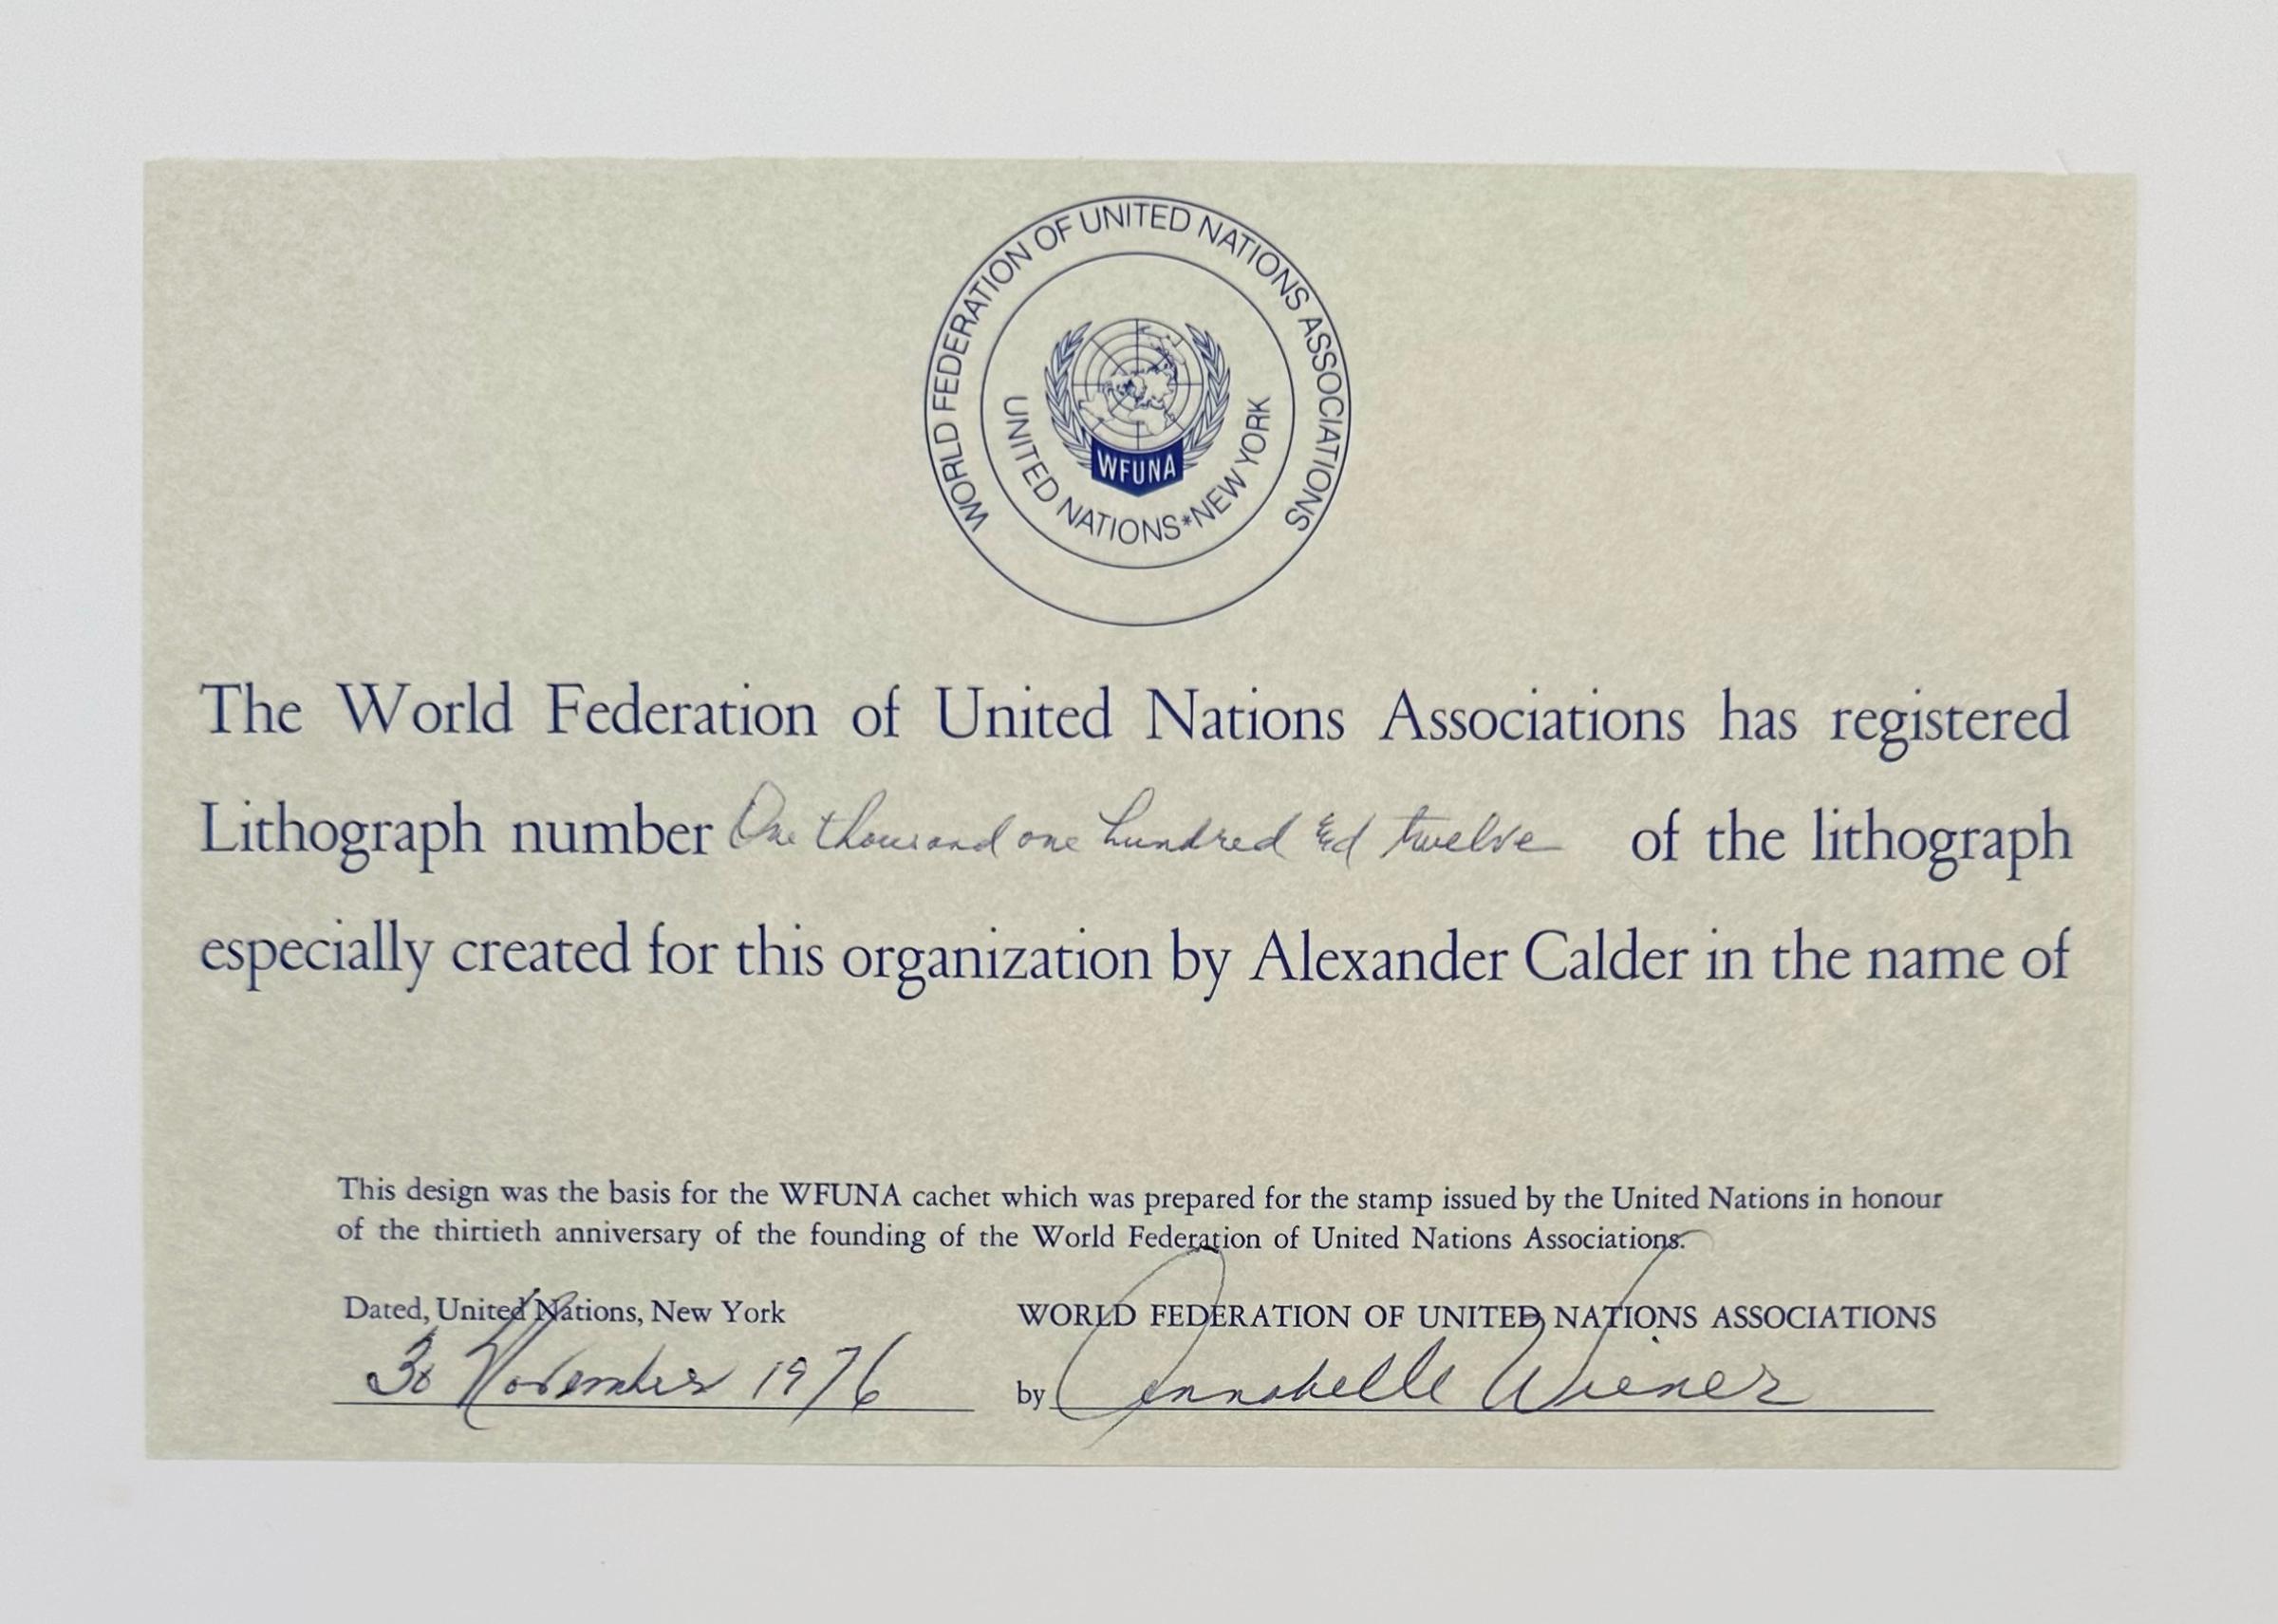 WORLD FEDERATION OF UNITED NATIONS ASSOCIATIONS
WFUNA
UNITED NATIONS*NEW YORK
The World Federation of United Nations Associations has registered
Lithograph number One thousand one hundred & twelve of the lithograph
especially created for this organization by Alexander Calder in the name of
This design was the basis for the WFUNA cachet which was prepared for the stamp issued by the United Nations in honour
of the thirtieth anniversary of the founding of the World Federation of United Nations Associations.
Dated, United Nations, New York
WORLD FEDERATION OF UNITED NATIONS ASSOCIATIONS
30 November 1976
by Annabelle Wiener